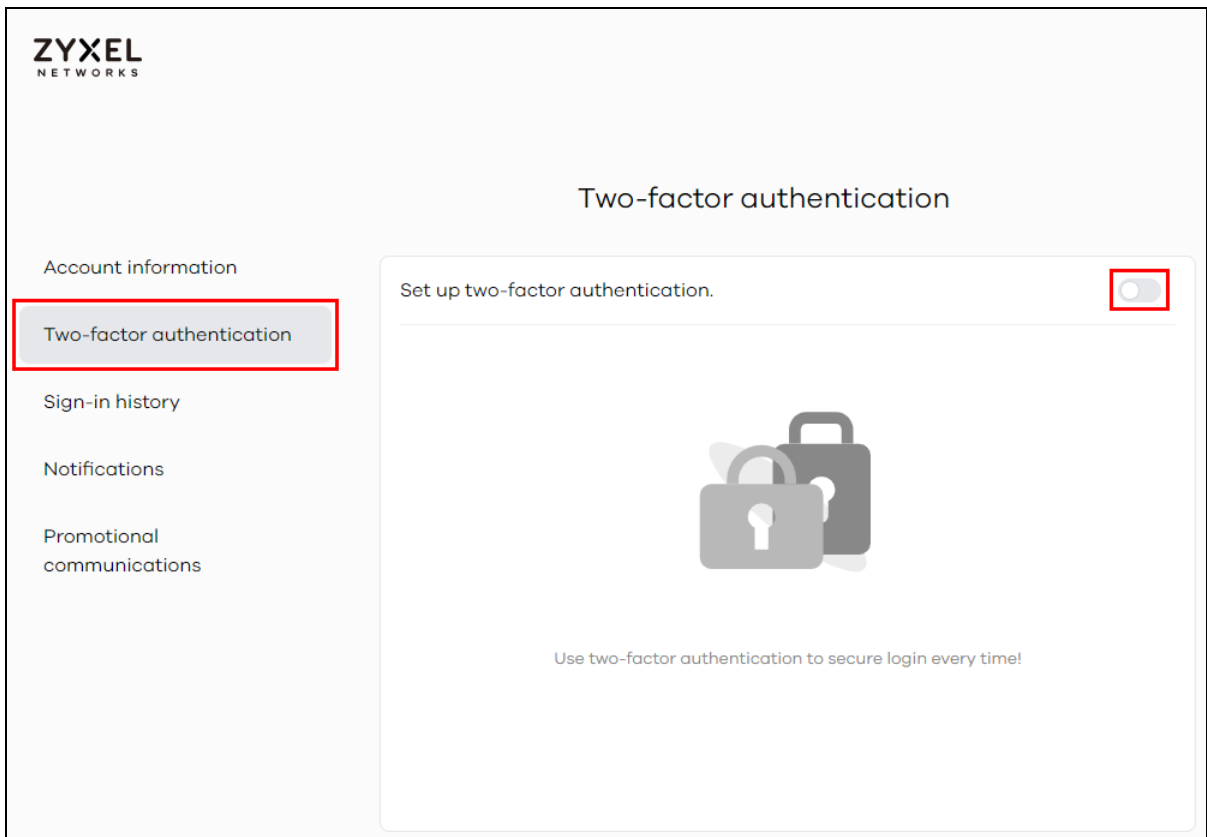 ZYXEL
NETWORKS
Two-factor authentication
Account information
Two-factor authentication
Sign-in history
Notifications
Promotional
communications
Set up two-factor authentication.
Use two-factor authentication to secure login every time!